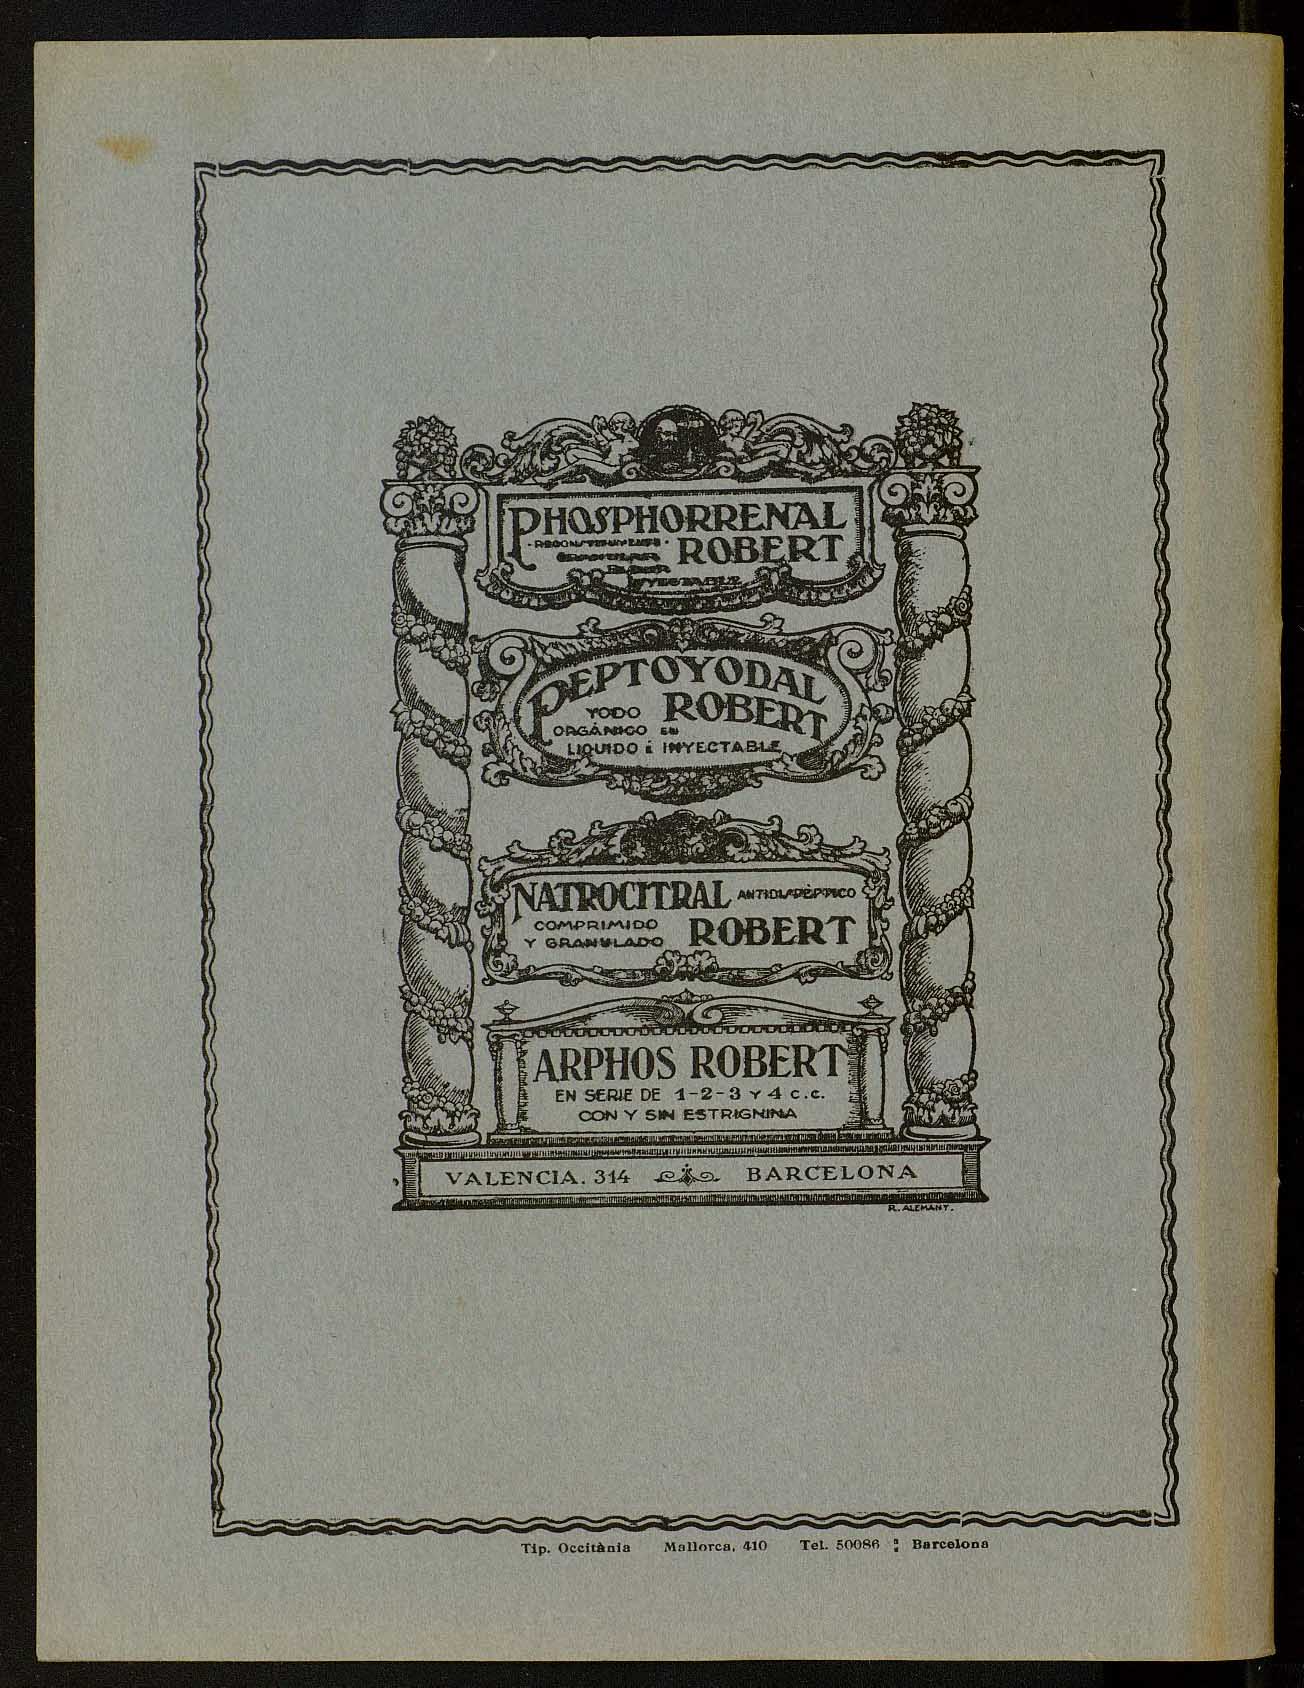 PHOSPHORRENAL
ROBERT
PEPTOYODAL
YODO ROBERT
ORGÁNICO EN
LIQUIDO É INYECTABLE
NATROCITRAL ANTIDISPÉPTICO
COMPRIMIDO
Y GRANULADO ROBERT
ARPHOS ROBERT
EN SERIE DE 1-2-3 Y 4 C.C.
CON Y SIN ESTRIGNINA
VALENCIA. 314 BARCELONA
R. ALEMANY.
Tip. Occitània Mallorca, 410 Tel. 50086 : Barcelona